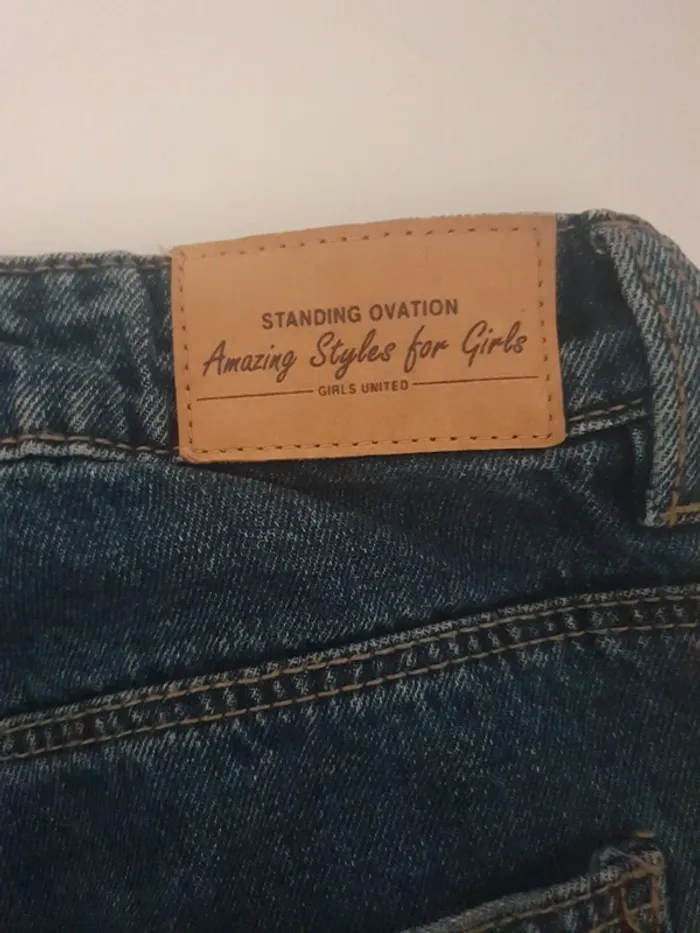 STANDING OVATION
Amazing Styles for Girls
GIRLS UNITED